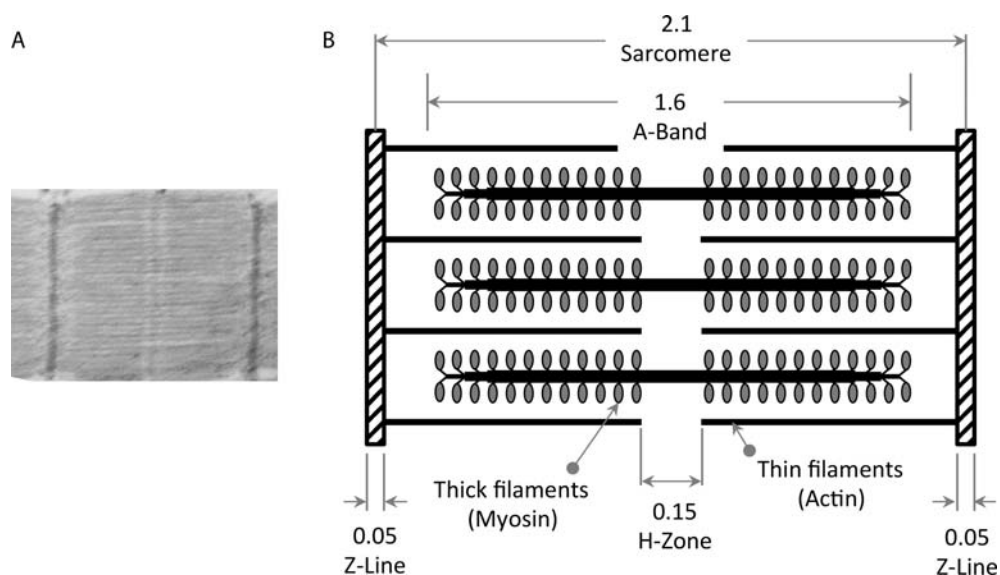 A
B
2.1
Sarcomere
1.6
A-Band
Thick filaments
(Myosin)
Thin filaments
(Actin)
0.05
Z-Line
0.15
H-Zone
0.05
Z-Line